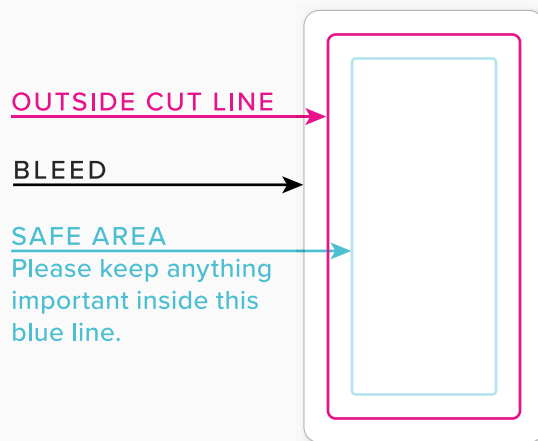 OUTSIDE CUT LINE
BLEED
SAFE AREA
Please keep anything
important inside this
blue line.